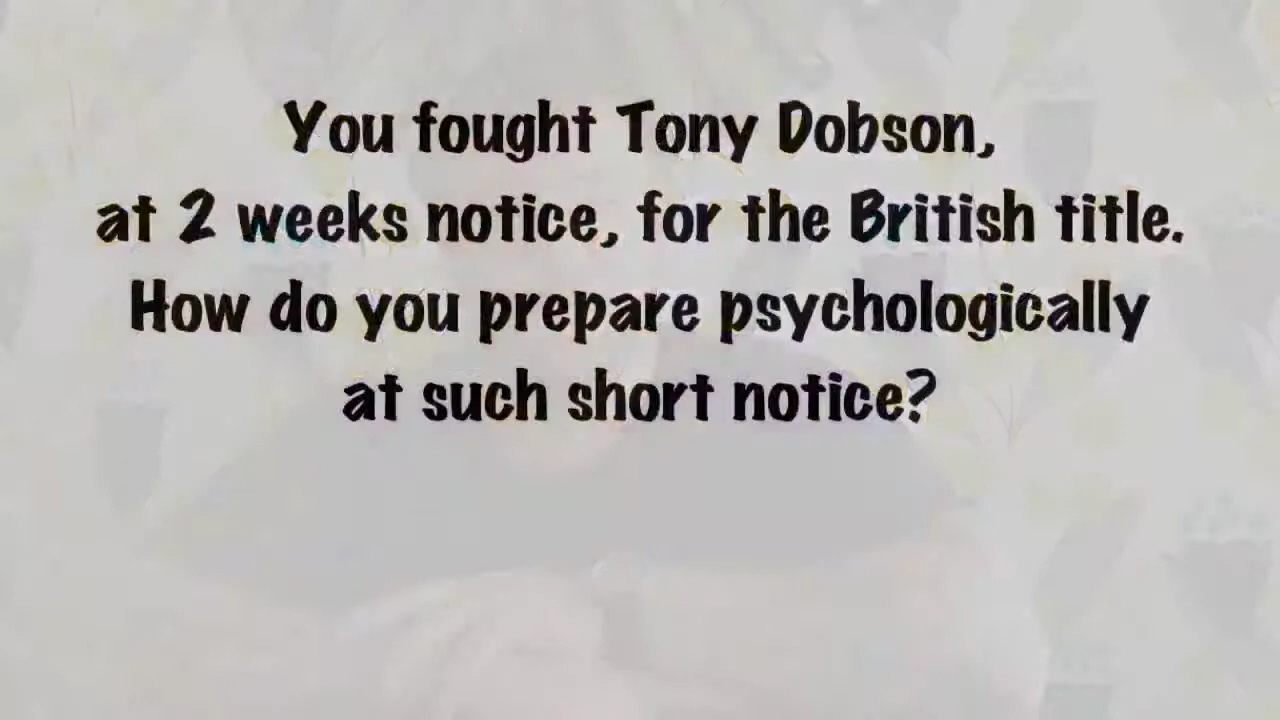 You fought Tony Dobson,
at 2 weeks notice, for the British title.
How do you prepare psychologically
at such short notice?